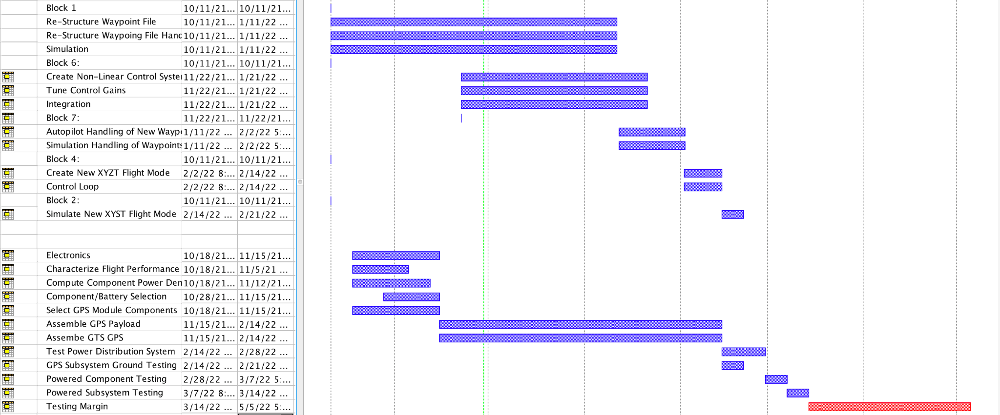 Block 1 10/11/21... 10/11/21...
Re-Structure Waypoint File 10/11/21... 1/11/22 ...
Re-Structure Waypoing File Hand 10/11/21... 1/11/22 ...
Simulation 10/11/21... 1/11/22 ...
Block 6: 10/11/21... 10/11/21...
Create Non-Linear Control Syste 11/22/21... 1/21/22 ...
Tune Control Gains 11/22/21... 1/21/22 ...
Integration 11/22/21... 1/21/22 ...
Block 7: 11/22/21... 11/22/21...
Autopilot Handling of New Wayp 1/11/22 ... 2/2/22 5:...
Simulation Handling of Waypoints 1/11/22 ... 2/2/22 5:...
Block 4: 10/11/21... 10/11/21...
Create New XYZT Flight Mode 2/2/22 8:... 2/14/22 ...
Control Loop 2/2/22 8:... 2/14/22 ...
Block 2: 10/11/21... 10/11/21...
Simulate New XYST Flight Mode 2/14/22 ... 2/21/22 ...
Electronics 10/18/21... 11/15/21...
Characterize Flight Performance 10/18/21... 11/5/21 ...
Compute Component Power Den 10/18/21... 11/12/21...
Component/Battery Selection 10/28/21... 11/15/21...
Select GPS Module Components 10/18/21... 11/15/21...
Assemble GPS Payload 11/15/21... 2/14/22 ...
Assembe GTS GPS 11/15/21... 2/14/22 ...
Test Power Distribution System 2/14/22 ... 2/28/22 ...
GPS Subsystem Ground Testing 2/14/22 ... 2/21/22 ...
Powered Component Testing 2/28/22 ... 3/7/22 5:...
Powered Subsystem Testing 3/7/22 8:... 3/14/22 ...
Testing Margin 3/14/22 ... 5/5/22 5:...